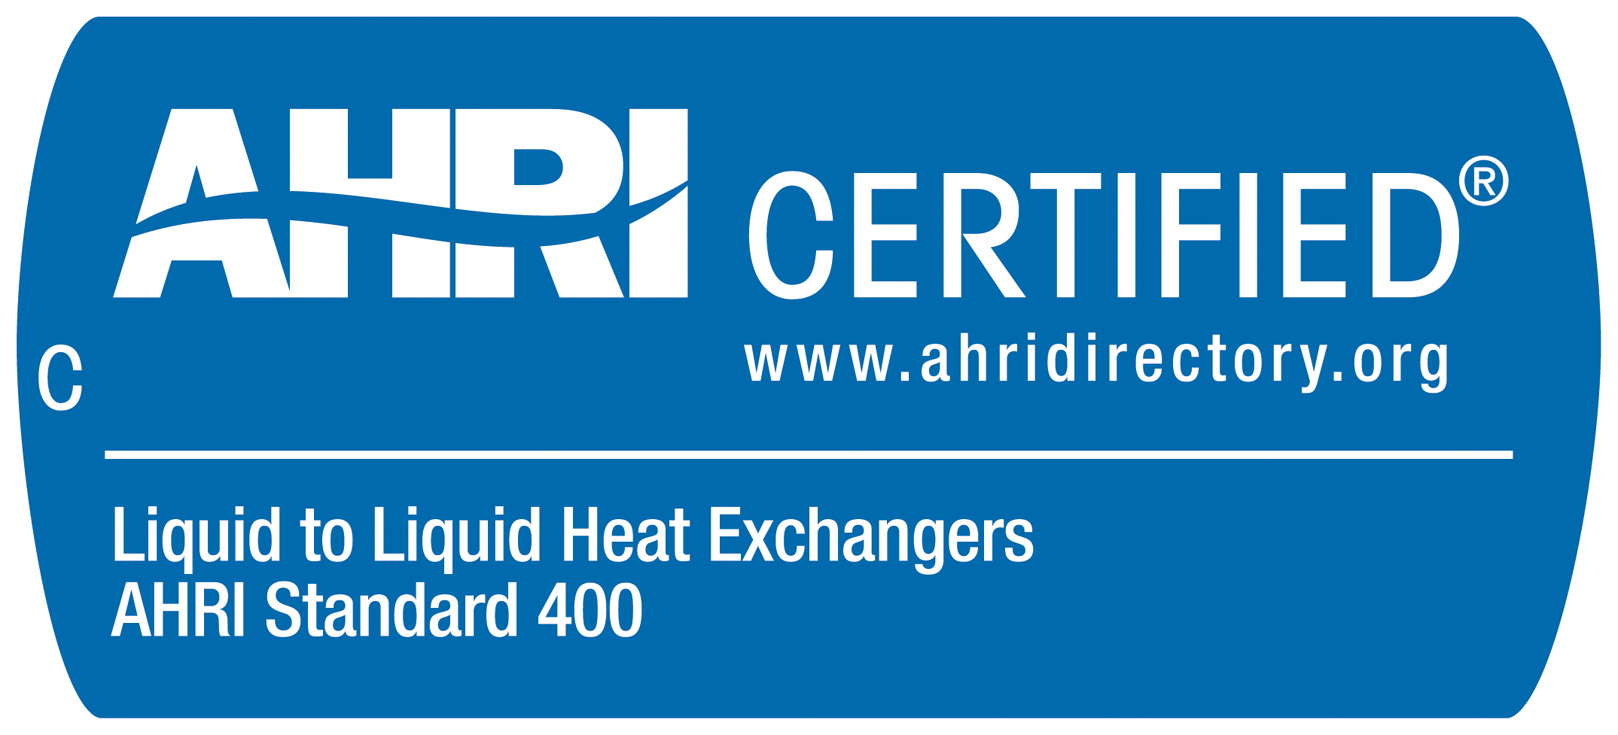 AHRI CERTIFIED®
www.ahridirectory.org
C
Liquid to Liquid Heat Exchangers
AHRI Standard 400